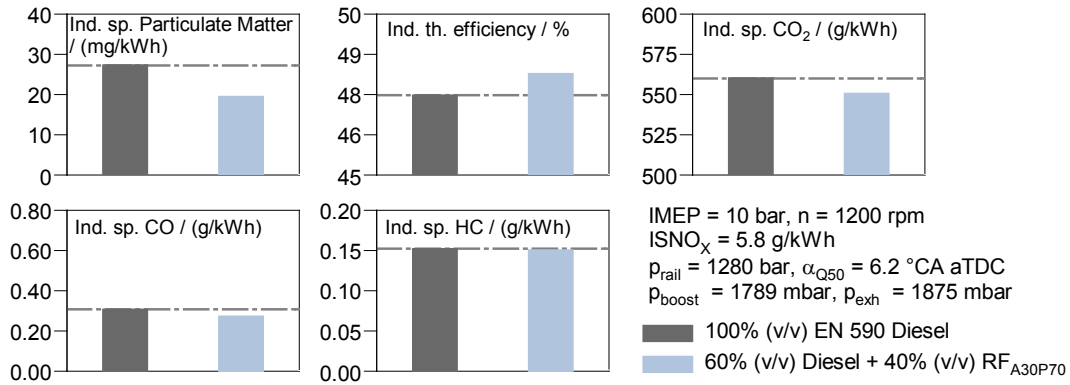 Ind. sp. Particulate Matter
/ (mg/kWh)
40
30
20
10
0
Ind. th. efficiency / %
50
49
48
46
45
Ind. sp. CO₂ / (g/kWh)
600
575
550
525
500
Ind. sp. CO / (g/kWh)
0.80
0.60
0.40
0.20
0.00
Ind. sp. HC / (g/kWh)
0.20
0.15
0.10
0.05
0.00
IMEP = 10 bar, n = 1200 rpm
ISNOX = 5.8 g/kWh
prail = 1280 bar, αQ50 = 6.2 °CA aTDC
pboost = 1789 mbar, pexh = 1875 mbar
100% (v/v) EN 590 Diesel
60% (v/v) Diesel + 40% (v/v) RFA30P70